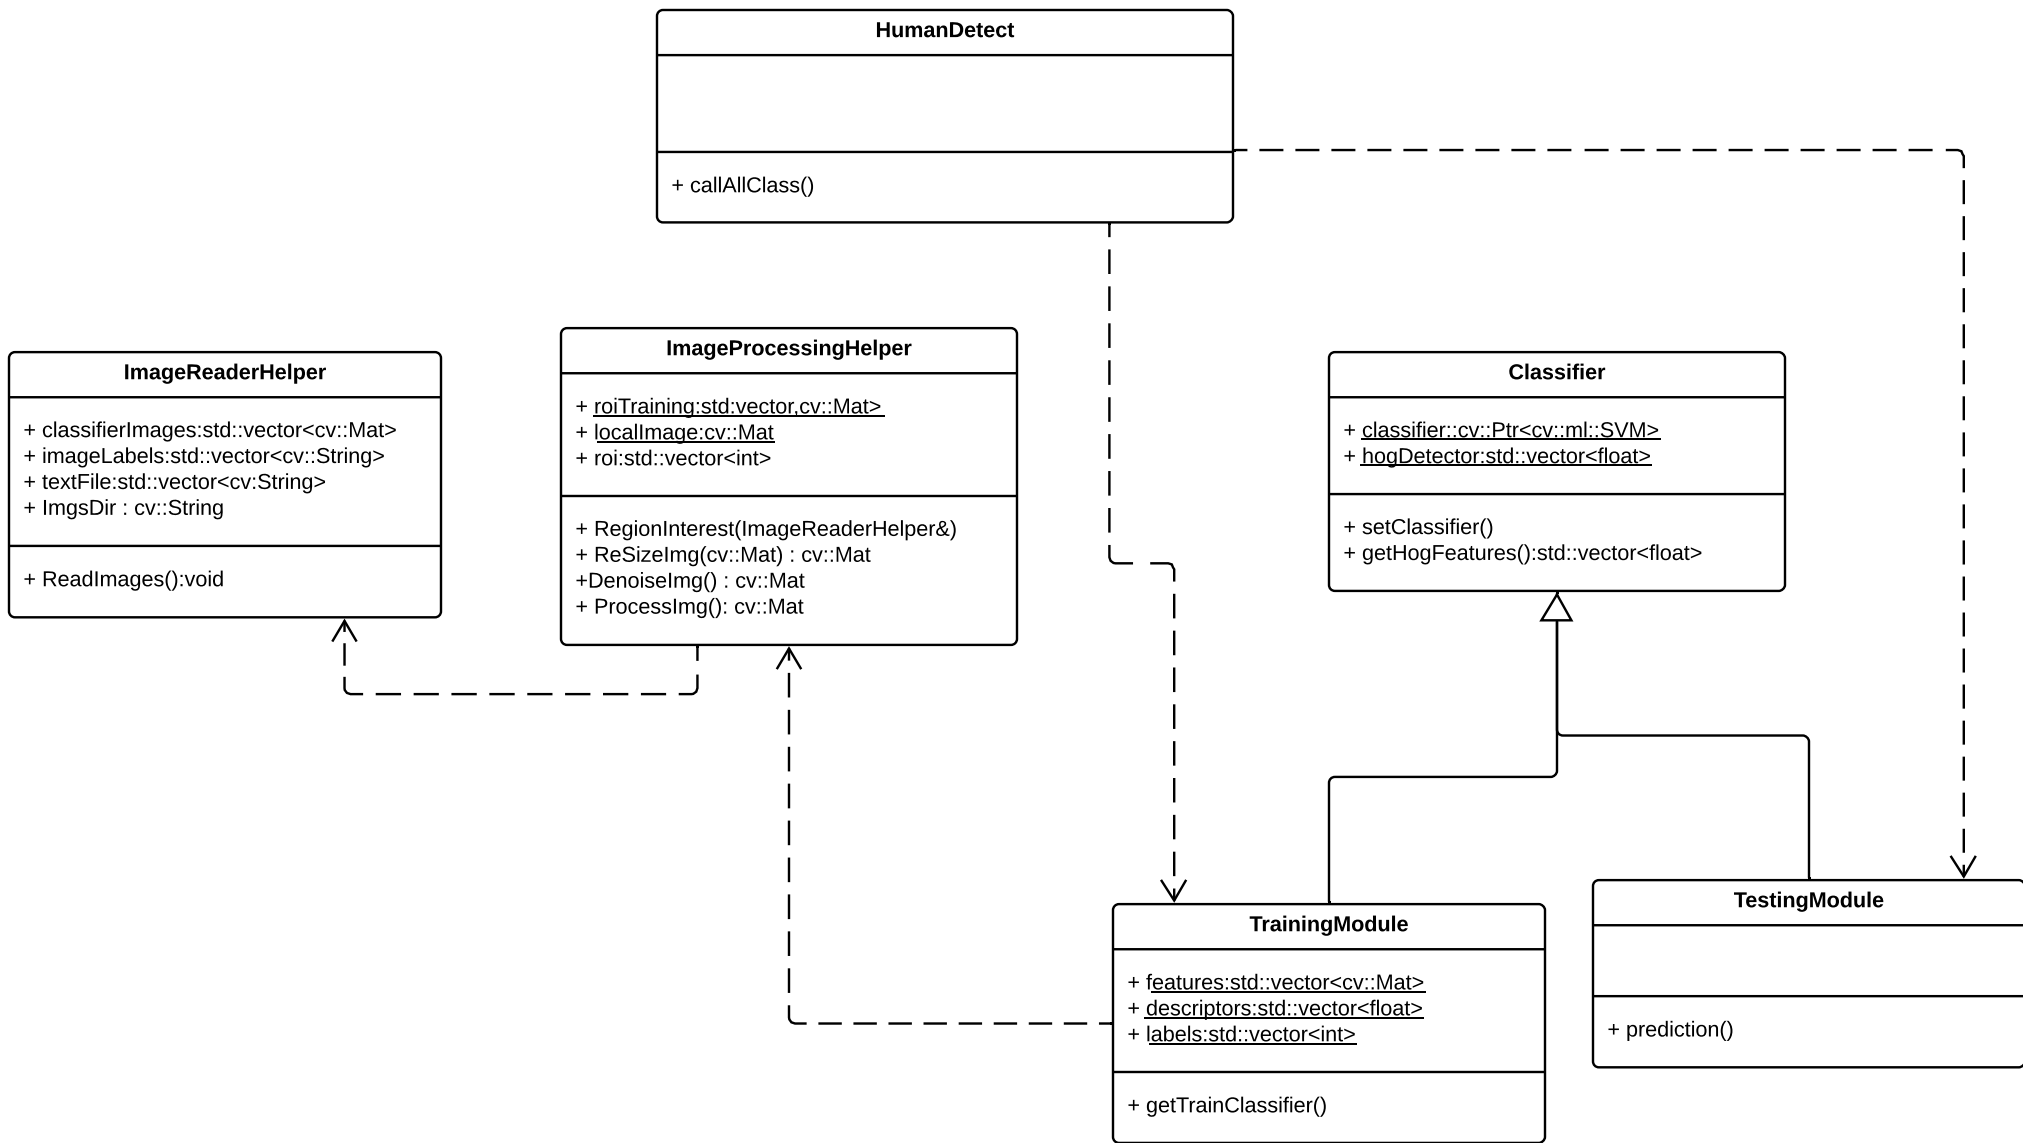 HumanDetect
+ callAllClass()
ImageReaderHelper
+ classifierImages:std::vector<cv::Mat>
+ imageLabels:std::vector<cv::String>
+ textFile:std::vector<cv:String>
+ ImgsDir : cv::String
+ ReadImages():void
ImageProcessingHelper
+ roiTraining:std:vector,cv::Mat>
+ localImage:cv::Mat
+ roi:std::vector<int>
+ RegionInterest(ImageReaderHelper&)
+ ReSizeImg(cv::Mat) : cv::Mat
+DenoiseImg() : cv::Mat
+ ProcessImg(): cv::Mat
Classifier
+ classifier::cv::Ptr<cv::ml::SVM>
+ hogDetector:std::vector<float>
+ setClassifier()
+ getHogFeatures():std::vector<float>
TrainingModule
+ features:std::vector<cv::Mat>
+ descriptors:std::vector<float>
+ labels:std::vector<int>
+ getTrainClassifier()
TestingModule
+ prediction()